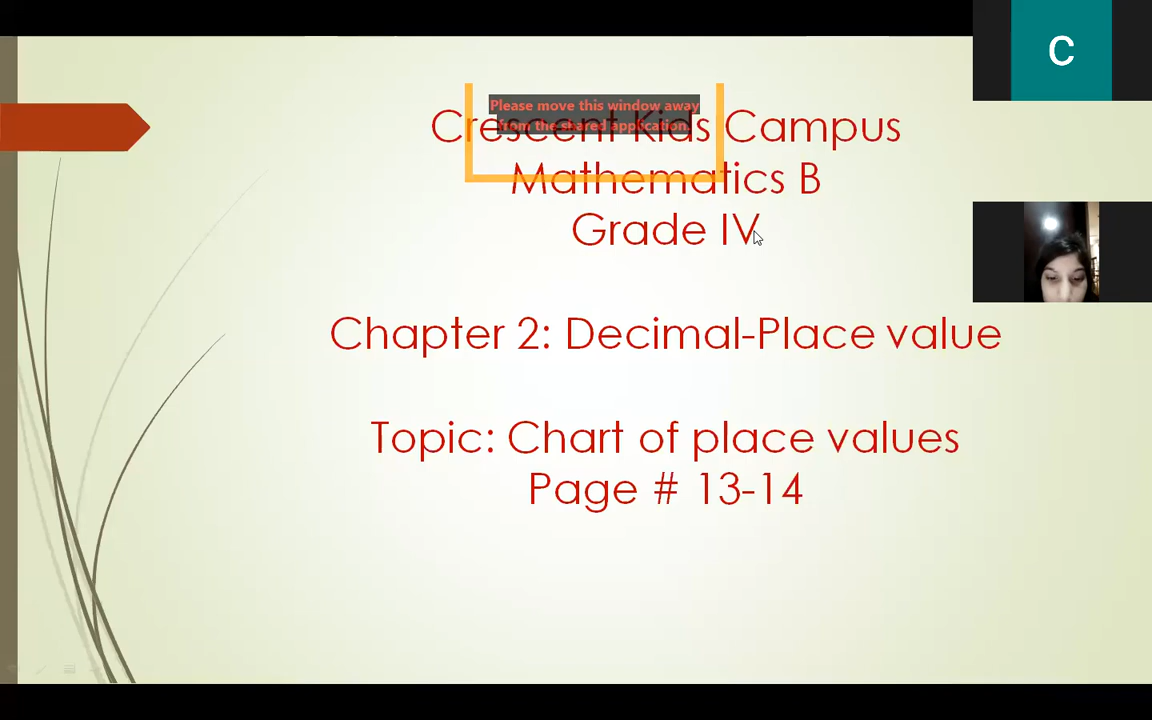 C
Please move this window away
from the shared application.
Crescent Kids Campus
Mathematics B
Grade IV
Chapter 2: Decimal-Place value
Topic: Chart of place values
Page # 13-14